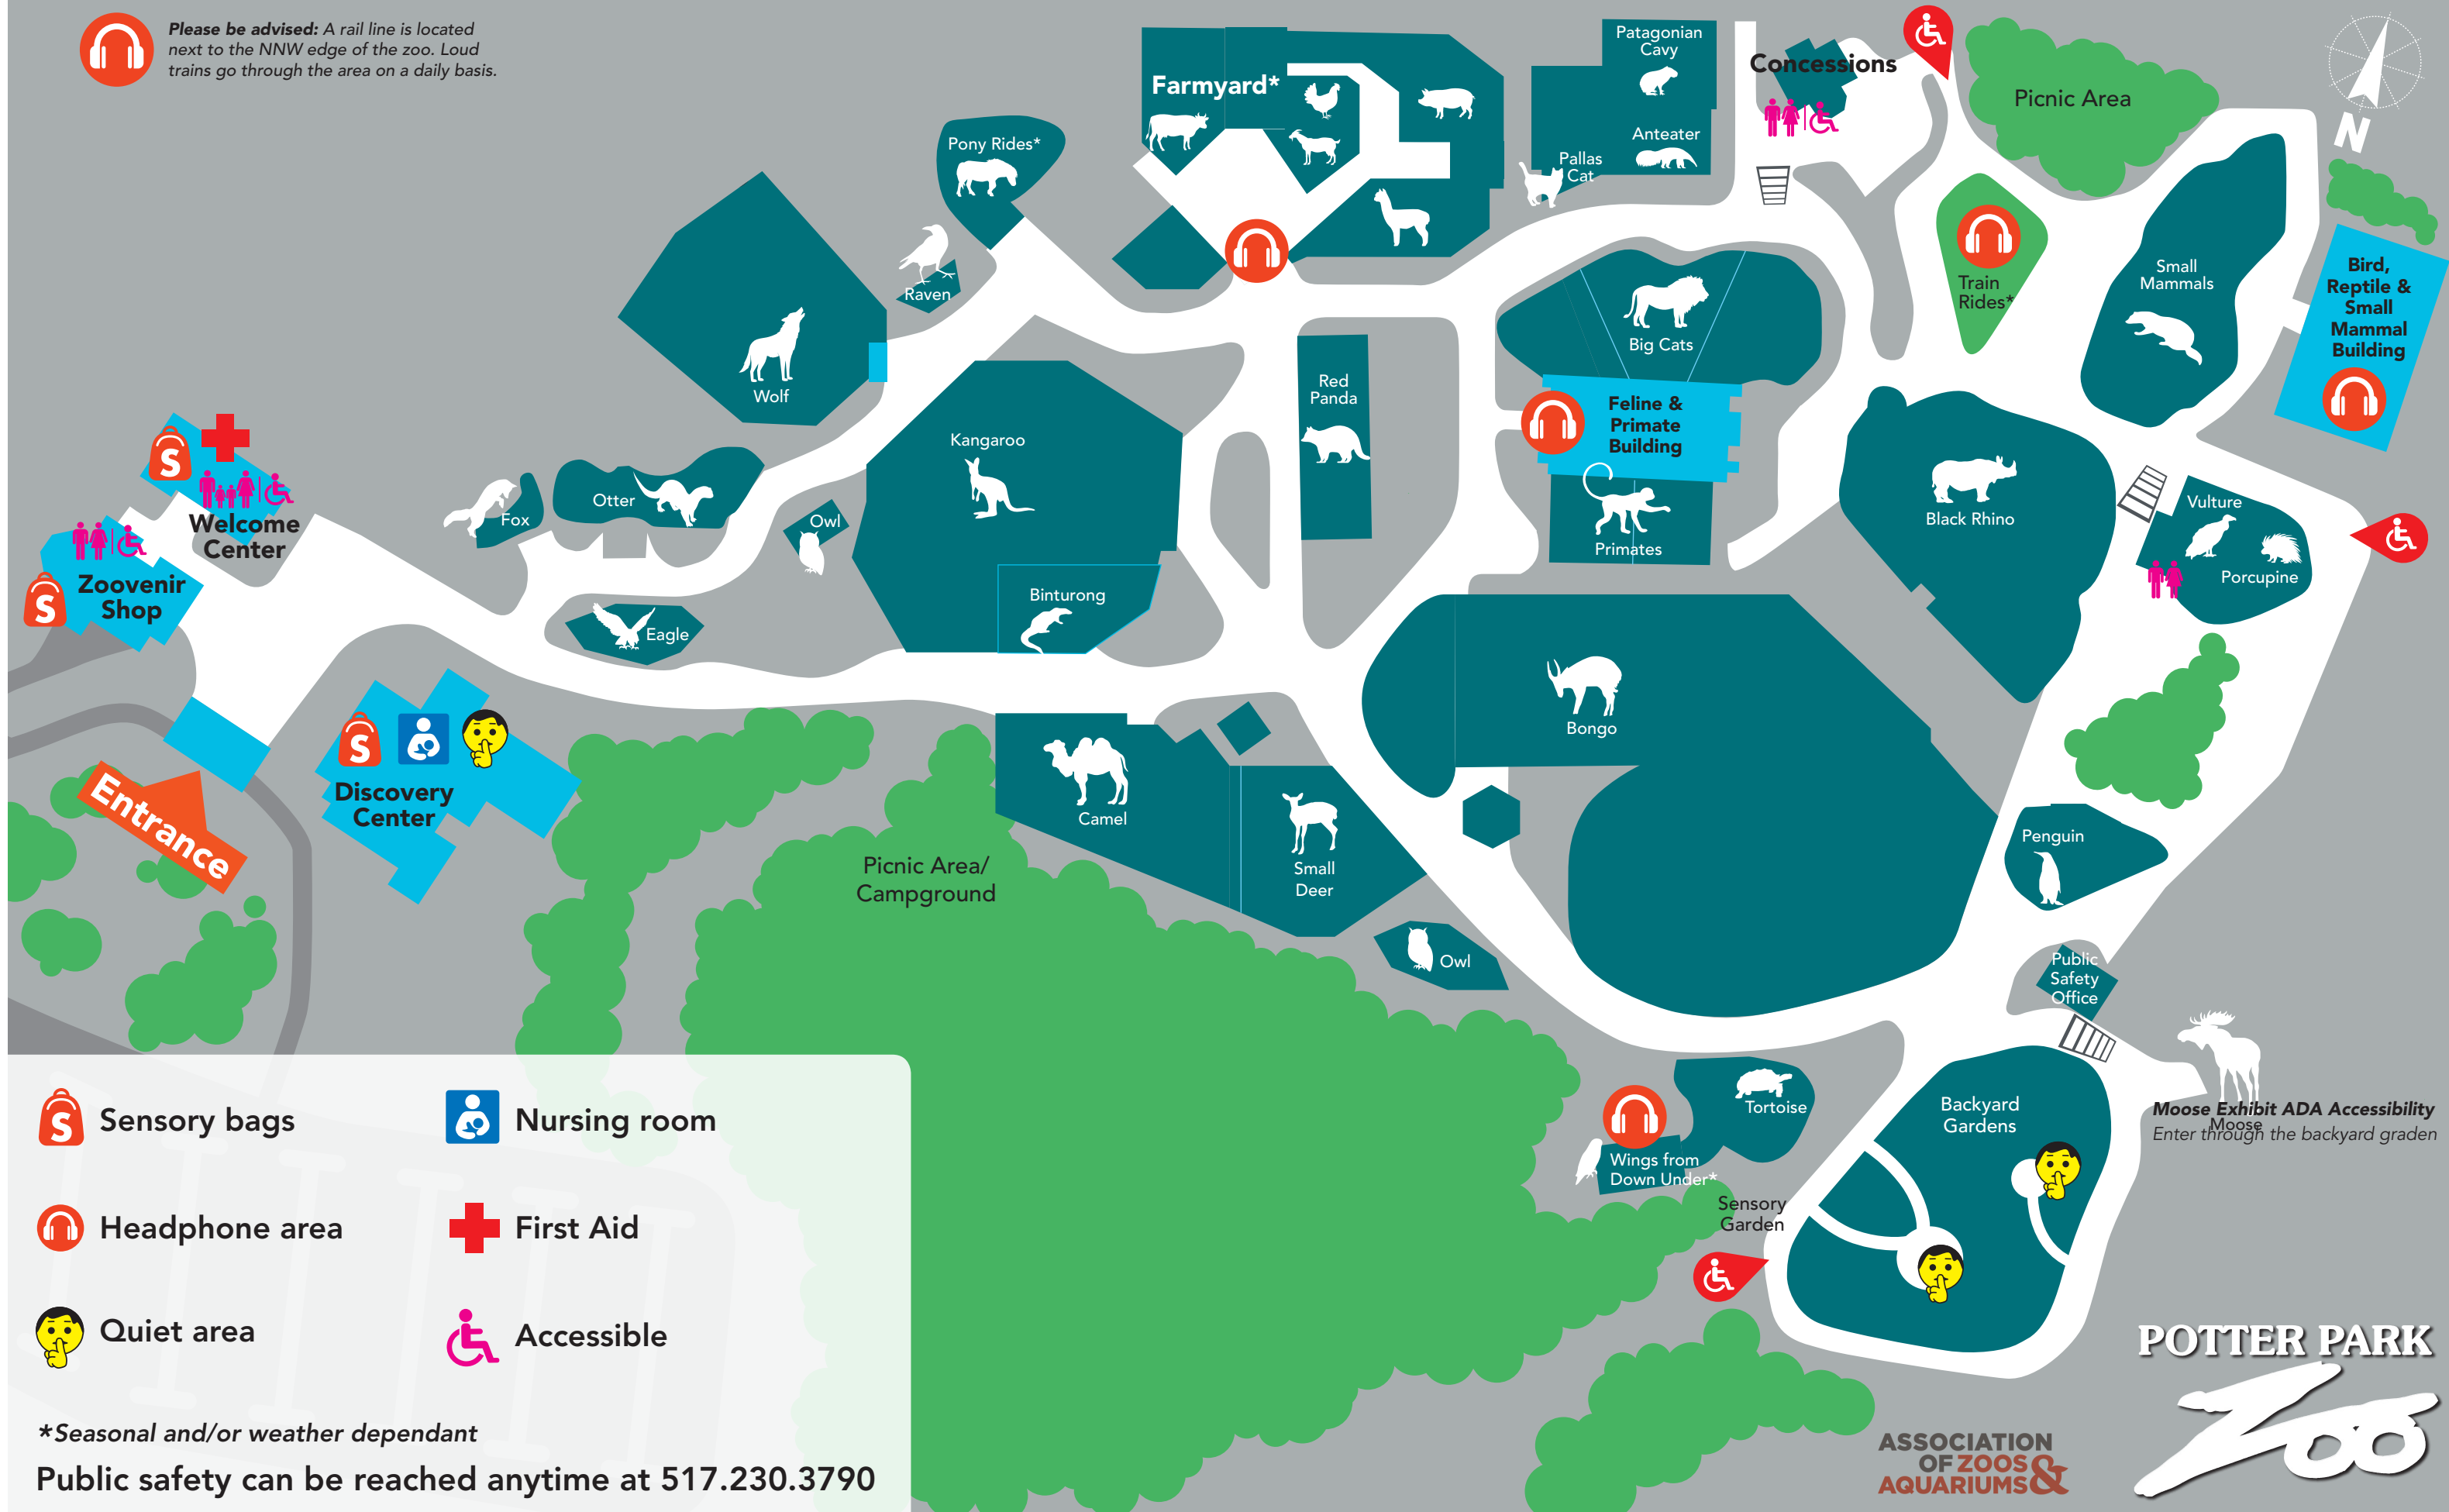 Please be advised: A rail line is located
next to the NNW edge of the zoo. Loud
trains go through the area on a daily basis.
Farmyard*
Patagonian
Cavy
Anteater
Pallas
Cat
Concessions
Picnic Area
N
Pony Rides*
Raven
Wolf
Train
Rides*
Small
Mammals
Bird,
Reptile &
Small
Mammal
Building
Big Cats
Feline &
Primate
Building
Primates
Red
Panda
Kangaroo
Binturong
Otter
Fox
Owl
Eagle
S
Welcome
Center
S
Zoovenir
Shop
Black Rhino
Vulture
Porcupine
Bongo
S
Discovery
Center
Entrance
Camel
Small
Deer
Picnic Area/
Campground
Owl
Penguin
Public
Safety
Office
Tortoise
Wings from
Down Under*
Sensory
Garden
Backyard
Gardens
Moose Exhibit ADA Accessibility
Moose
Enter through the backyard graden
S
Sensory bags
Nursing room
Headphone area
First Aid
Quiet area
Accessible
*Seasonal and/or weather dependant
Public safety can be reached anytime at 517.230.3790
ASSOCIATION
OF ZOOS
AQUARIUMS &
POTTER PARK
ZOO